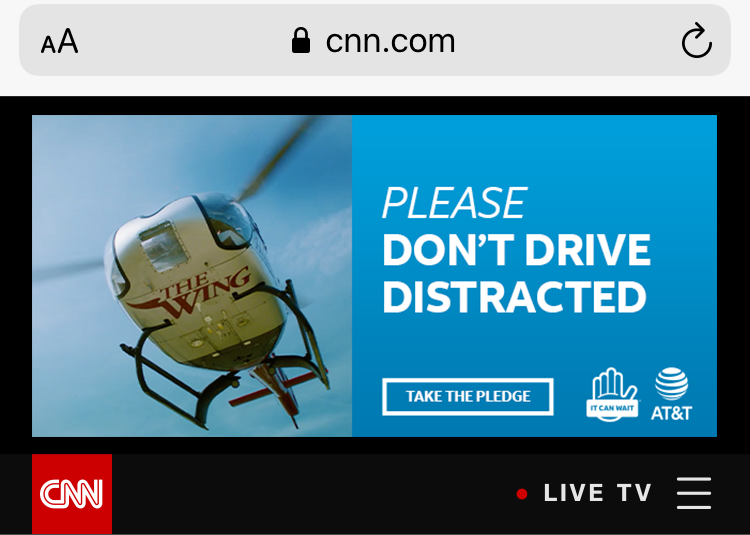 AA
cnn.com
THE
WING
PLEASE
DON'T DRIVE
DISTRACTED
TAKE THE PLEDGE
IT CAN WAIT
AT&T
CNN
LIVE TV